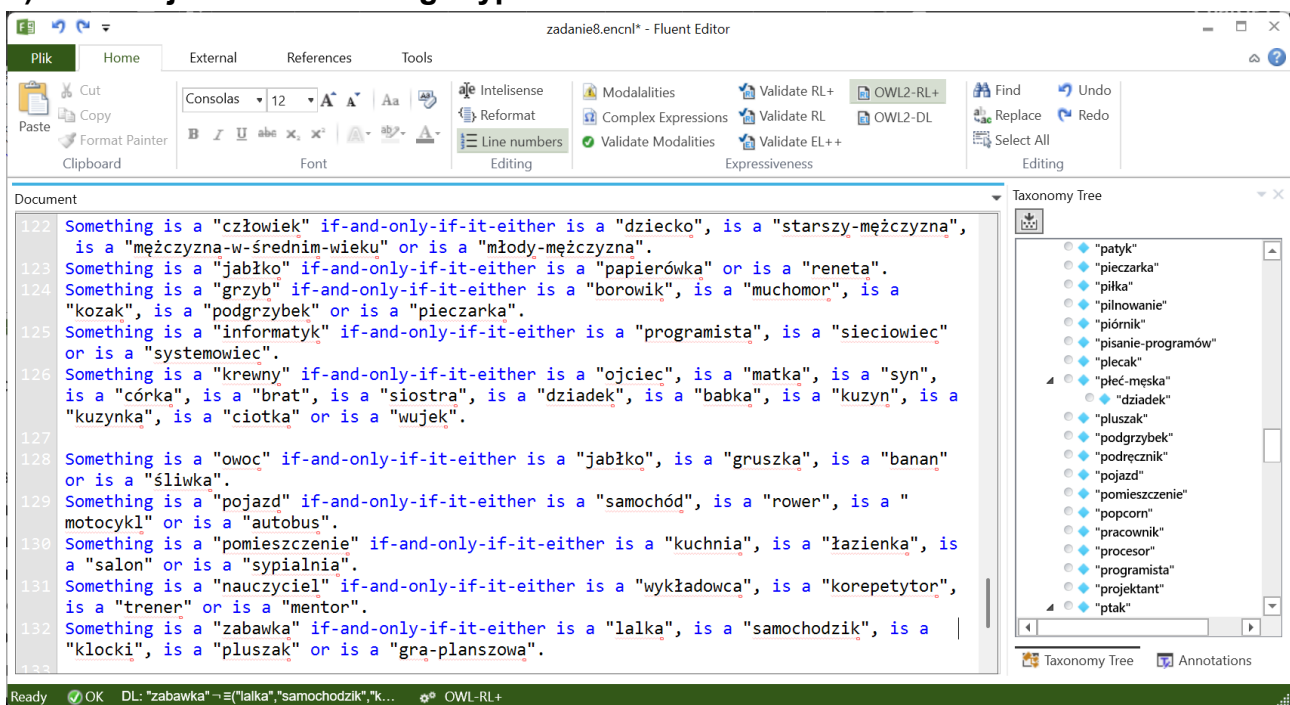 zadanie8.encnl* - Fluent Editor
Plik Home External References Tools
Paste
Cut
Copy
Format Painter
Clipboard
Consolas 12 A A Aa
B I U abc x, x² A ab A
Font
Intelisense
Reformat
Line numbers
Editing
Modalalities
Complex Expressions
Validate Modalities
Validate RL+
Validate RL
Validate EL++
OWL2-RL+
OWL2-DL
Expressiveness
Find
Replace
Select All
Undo
Redo
Editing
Document
122 Something is a "człowiek" if-and-only-if-it-either is a "dziecko", is a "starszy-mężczyzna",
is a "mężczyzna-w-średnim-wieku" or is a "młody-mężczyzna".
123 Something is a "jabłko" if-and-only-if-it-either is a "papierówka" or is a "reneta".
124 Something is a "grzyb" if-and-only-if-it-either is a "borowik", is a "muchomor", is a
"kozak", is a "podgrzybek" or is a "pieczarka".
125 Something is a "informatyk" if-and-only-if-it-either is a "programista", is a "sieciowiec"
or is a "systemowiec".
126 Something is a "krewny" if-and-only-if-it-either is a "ojciec", is a "matka", is a "syn",
is a "córka", is a "brat", is a "siostra", is a "dziadek", is a "babka", is a "kuzyn", is a
"kuzynka", is a "ciotka" or is a "wujek".
127
128 Something is a "owoc" if-and-only-if-it-either is a "jabłko", is a "gruszka", is a "banan"
or is a "śliwka".
129 Something is a "pojazd" if-and-only-if-it-either is a "samochód", is a "rower", is a "
motocykl" or is a "autobus".
130 Something is a "pomieszczenie" if-and-only-if-it-either is a "kuchnia", is a "łazienka", is
a "salon" or is a "sypialnia".
131 Something is a "nauczyciel" if-and-only-if-it-either is a "wykładowca", is a "korepetytor",
is a "trener" or is a "mentor".
132 Something is a "zabawka" if-and-only-if-it-either is a "lalka", is a "samochodzik", is a
"klocki", is a "pluszak" or is a "gra-planszowa".
133
Taxonomy Tree
"patyk"
"pieczarka"
"piłka"
"pilnowanie"
"piórnik"
"pisanie-programów"
"plecak"
"płeć-męska"
"dziadek"
"pluszak"
"podgrzybek"
"podręcznik"
"pojazd"
"pomieszczenie"
"popcorn"
"pracownik"
"procesor"
"programista"
"projektant"
"ptak"
Taxonomy Tree Annotations
Ready OK DL: "zabawka"¬≡("lalka","samochodzik","k... OWL-RL+